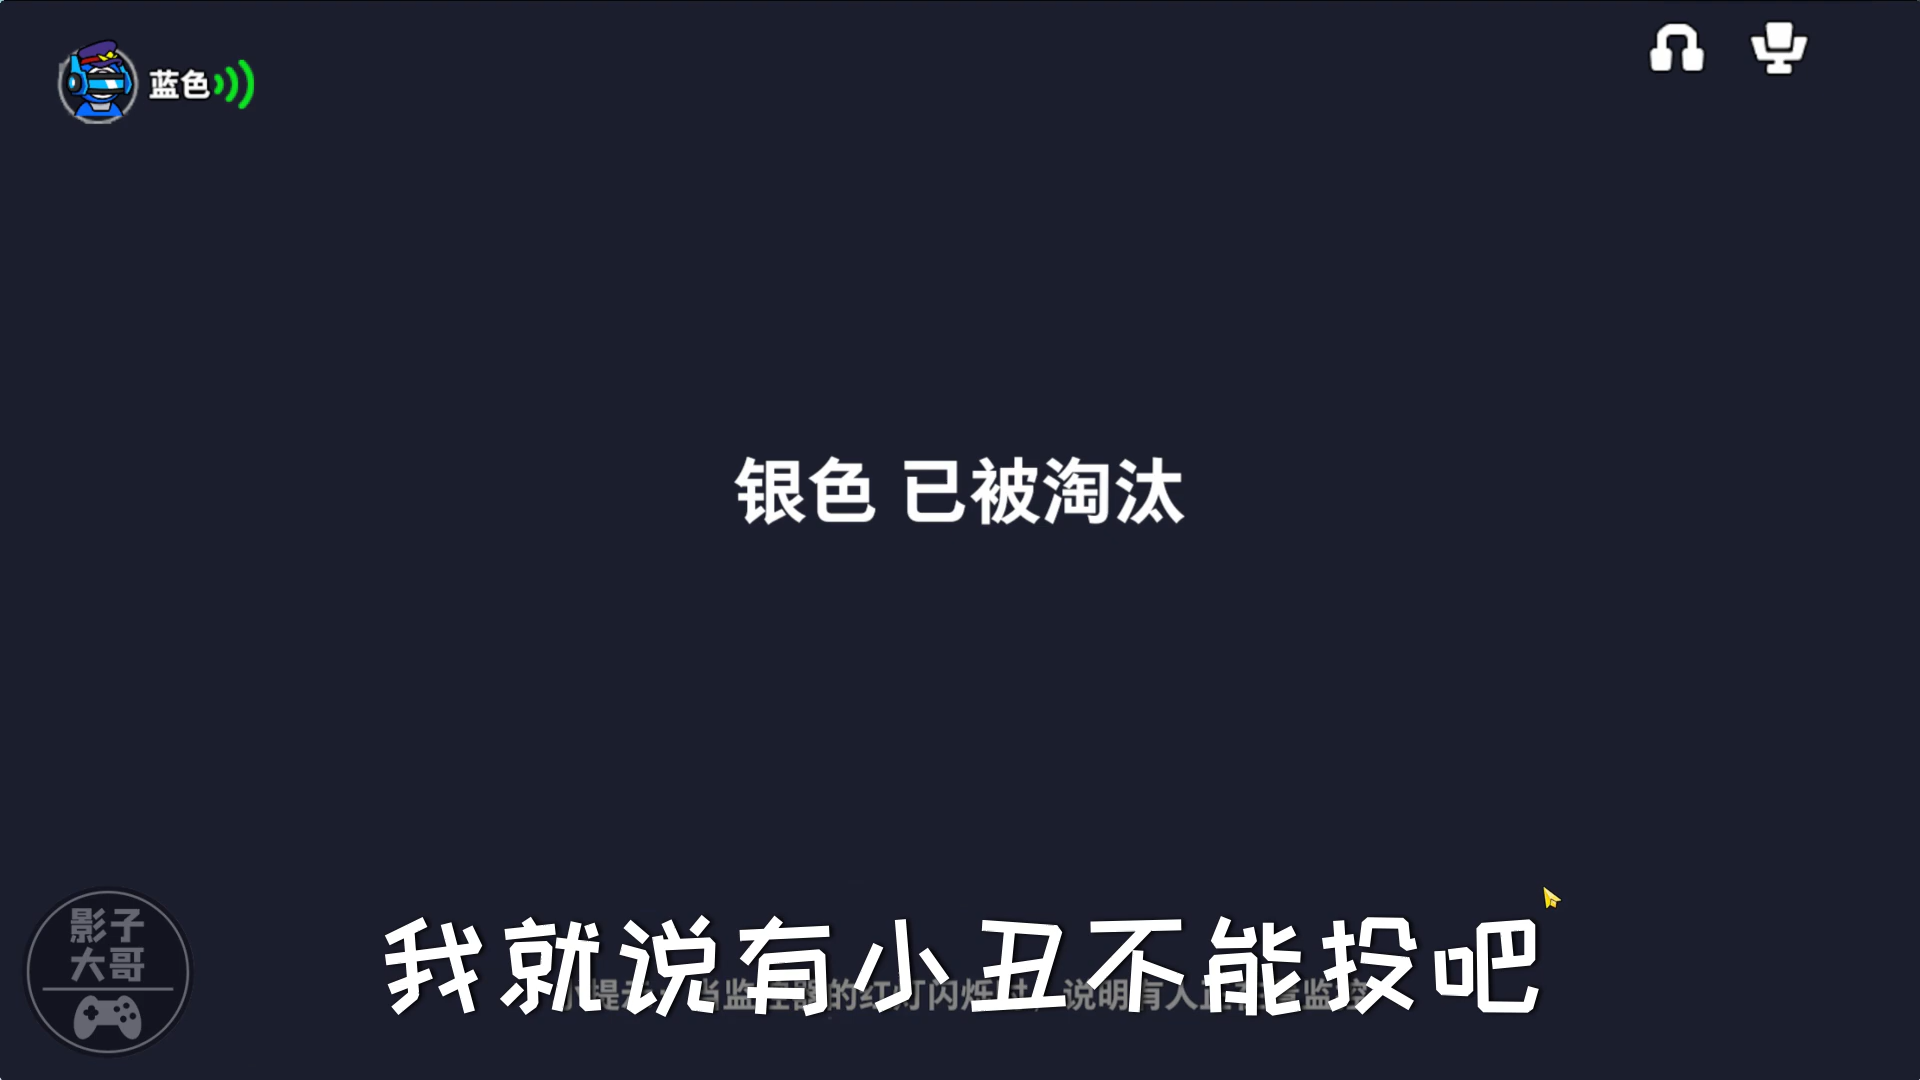 蓝色
银色 已被淘汰
我就说有小丑不能投吧
影子
大哥